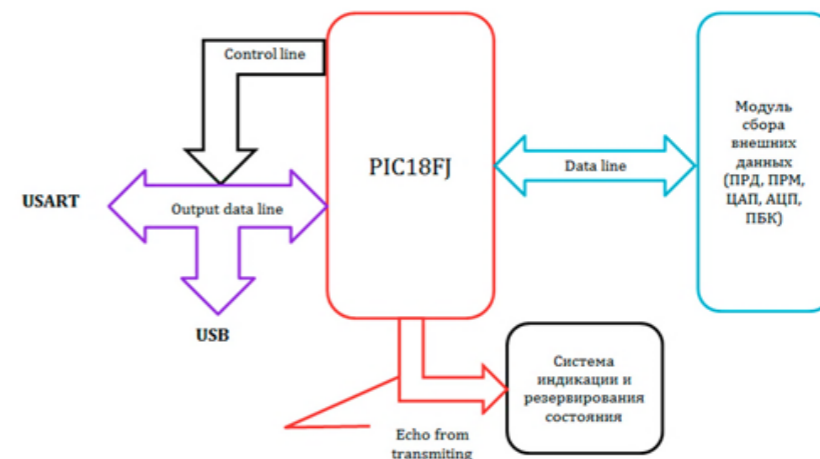 Control line
USART
Output data line
USB
PIC18FJ
Data line
Модуль
сбора
внешних
данных
(ПРД, ПРМ,
ЦАП, АЦП,
ПБК)
Система
индикации и
резервирования
состояния
Echo from
transmiting